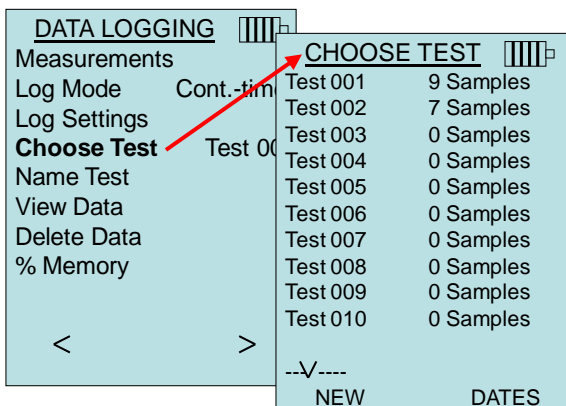 DATA LOGGING
Measurements
Log Mode Cont.-time
Log Settings
Choose Test Test 00
Name Test
View Data
Delete Data
% Memory
< >
CHOOSE TEST
Test 001 9 Samples
Test 002 7 Samples
Test 003 0 Samples
Test 004 0 Samples
Test 005 0 Samples
Test 006 0 Samples
Test 007 0 Samples
Test 008 0 Samples
Test 009 0 Samples
Test 010 0 Samples
--V----
NEW DATES